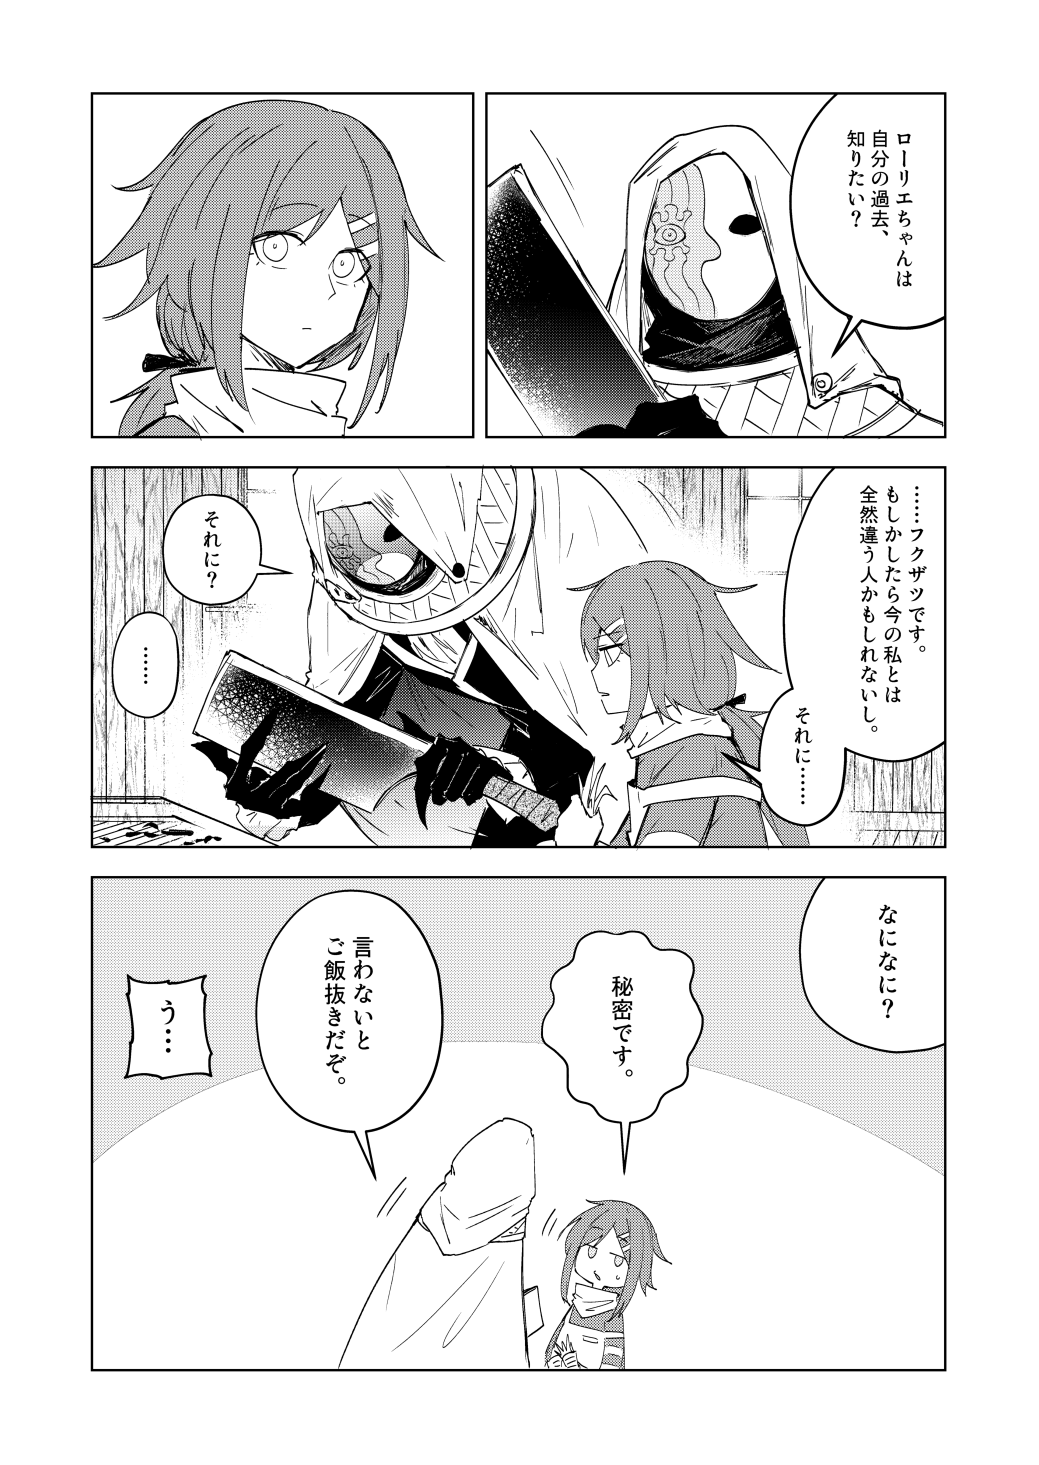 ローリエちゃんは
自分の過去、
知りたい？
……フクザツです。
もしかしたら今の私とは
全然違う人かもしれないし。
それに……
それに？
……
なになに？
秘密です。
言わないと
ご飯抜きだぞ。
う…